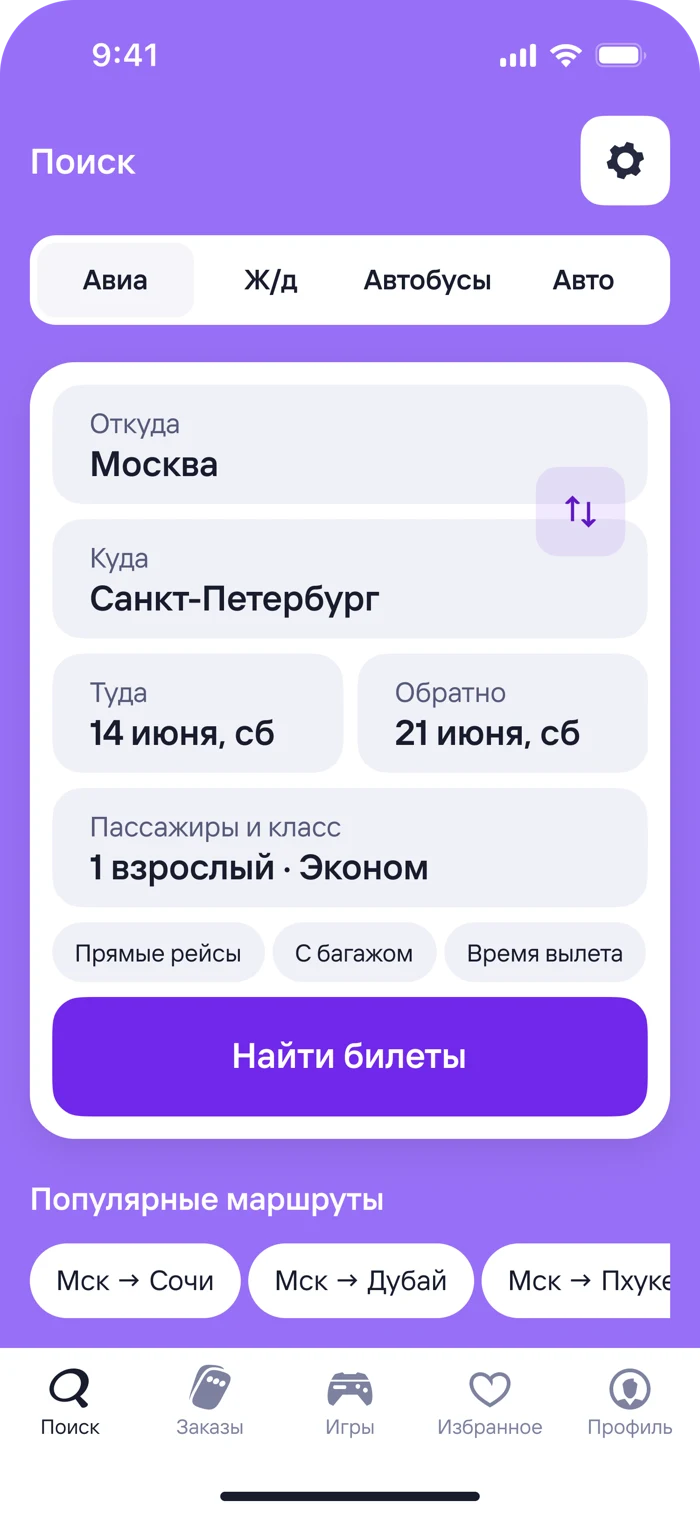 9:41
Поиск
Авиа Ж/д Автобусы Авто
Откуда
Москва
Куда
Санкт-Петербург
Туда
14 июня, сб
Обратно
21 июня, сб
Пассажиры и класс
1 взрослый · Эконом
Прямые рейсы С багажом Время вылета
Найти билеты
Популярные маршруты
Мск → Сочи Мск → Дубай Мск → Пхуке
Поиск Заказы Игры Избранное Профиль